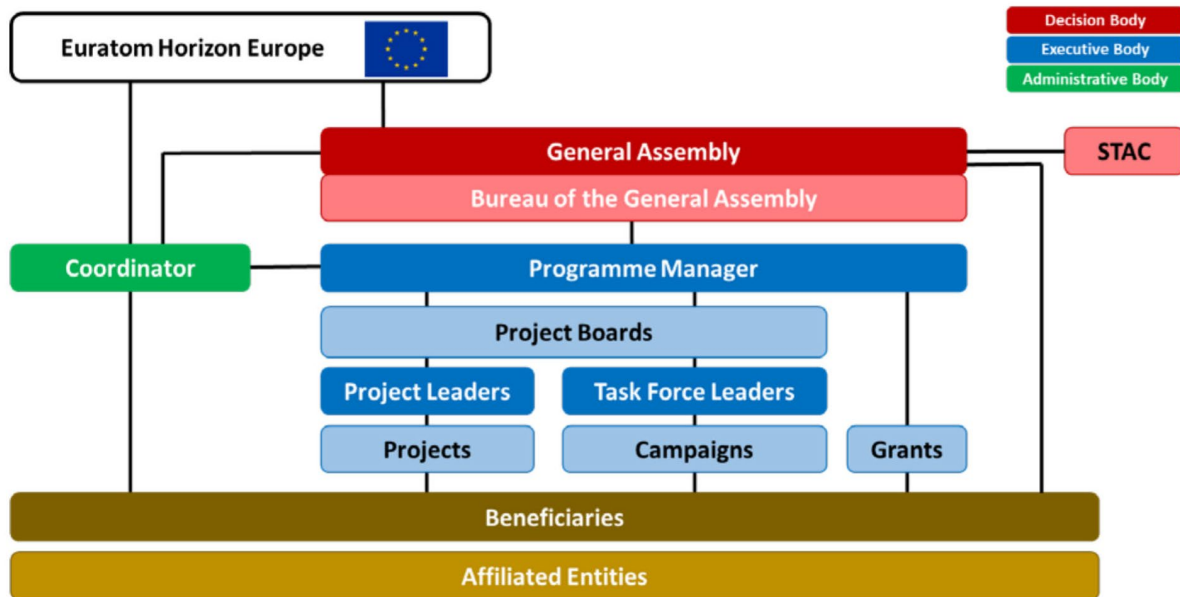 Euratom Horizon Europe
Decision Body
Executive Body
Administrative Body
General Assembly
STAC
Bureau of the General Assembly
Coordinator
Programme Manager
Project Boards
Project Leaders
Task Force Leaders
Projects
Campaigns
Grants
Beneficiaries
Affiliated Entities